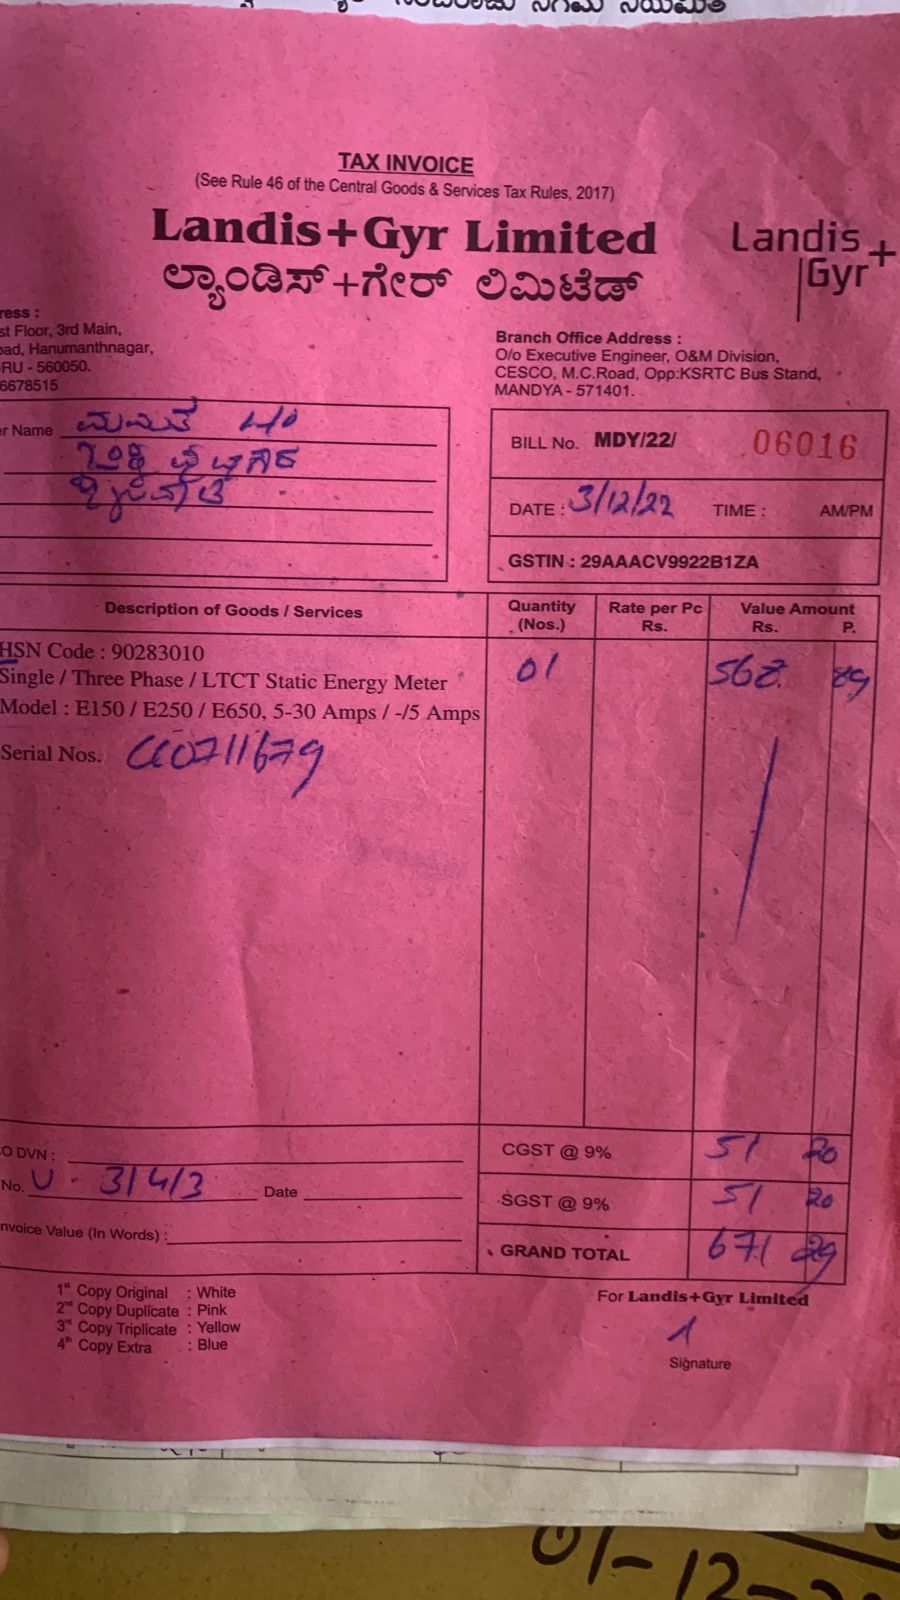 ನಿಗಮ ನಿಯಮಿತ
TAX INVOICE
(See Rule 46 of the Central Goods & Services Tax Rules, 2017)
Landis+Gyr Limited
ಲ್ಯಾಂಡಿಸ್+ಗೇರ್ ಲಿಮಿಟೆಡ್
Landis+
Gyr
ress :
st Floor, 3rd Main,
oad, Hanumanthnagar,
RU - 560050.
6678515
Branch Office Address :
O/o Executive Engineer, O&M Division,
CESCO, M.C.Road, Opp:KSRTC Bus Stand,
MANDYA - 571401.
er Name ಮಮತ
BILL No. MDY/22/ 06016
DATE : 3/12/22 TIME : AM/PM
GSTIN : 29AAACV9922B1ZA
Description of Goods / Services Quantity (Nos.) Rate per Pc Rs. Value Amount Rs. P.
HSN Code : 90283010
Single / Three Phase / LTCT Static Energy Meter 01 568 89
Model : E150 / E250 / E650, 5-30 Amps / -/5 Amps
Serial Nos.
O DVN :
CGST @ 9% 51 20
No. U - 31413 Date
SGST @ 9% 51 20
nvoice Value (In Words) :
GRAND TOTAL 671 29
1st Copy Original : White
2nd Copy Duplicate : Pink
3rd Copy Triplicate : Yellow
4th Copy Extra : Blue
For Landis+Gyr Limited
Signature
01-12-2